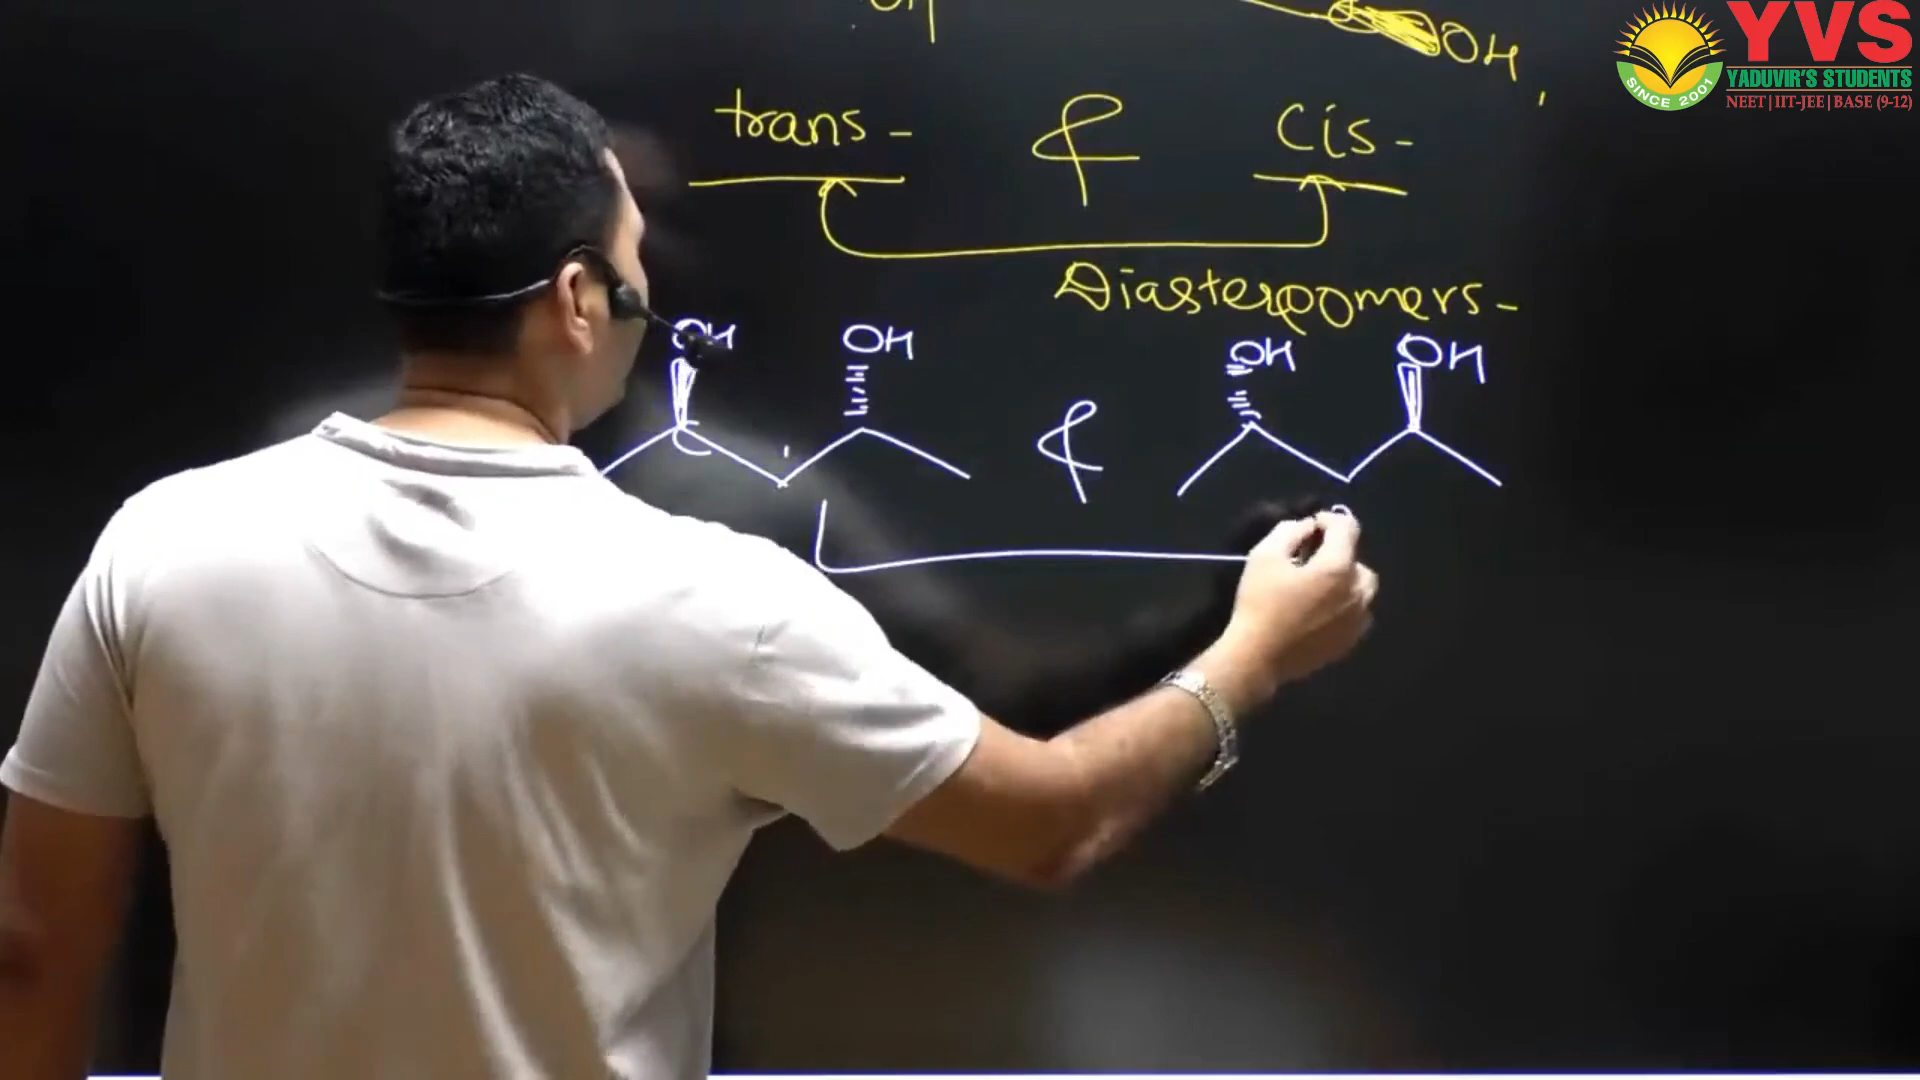 OH
OH
YVS
YADUVIR'S STUDENTS
NEET | IIT-JEE | BASE (9-12)
SINCE 2001
trans - & cis -
Diastereomers -
OH OH & OH OH